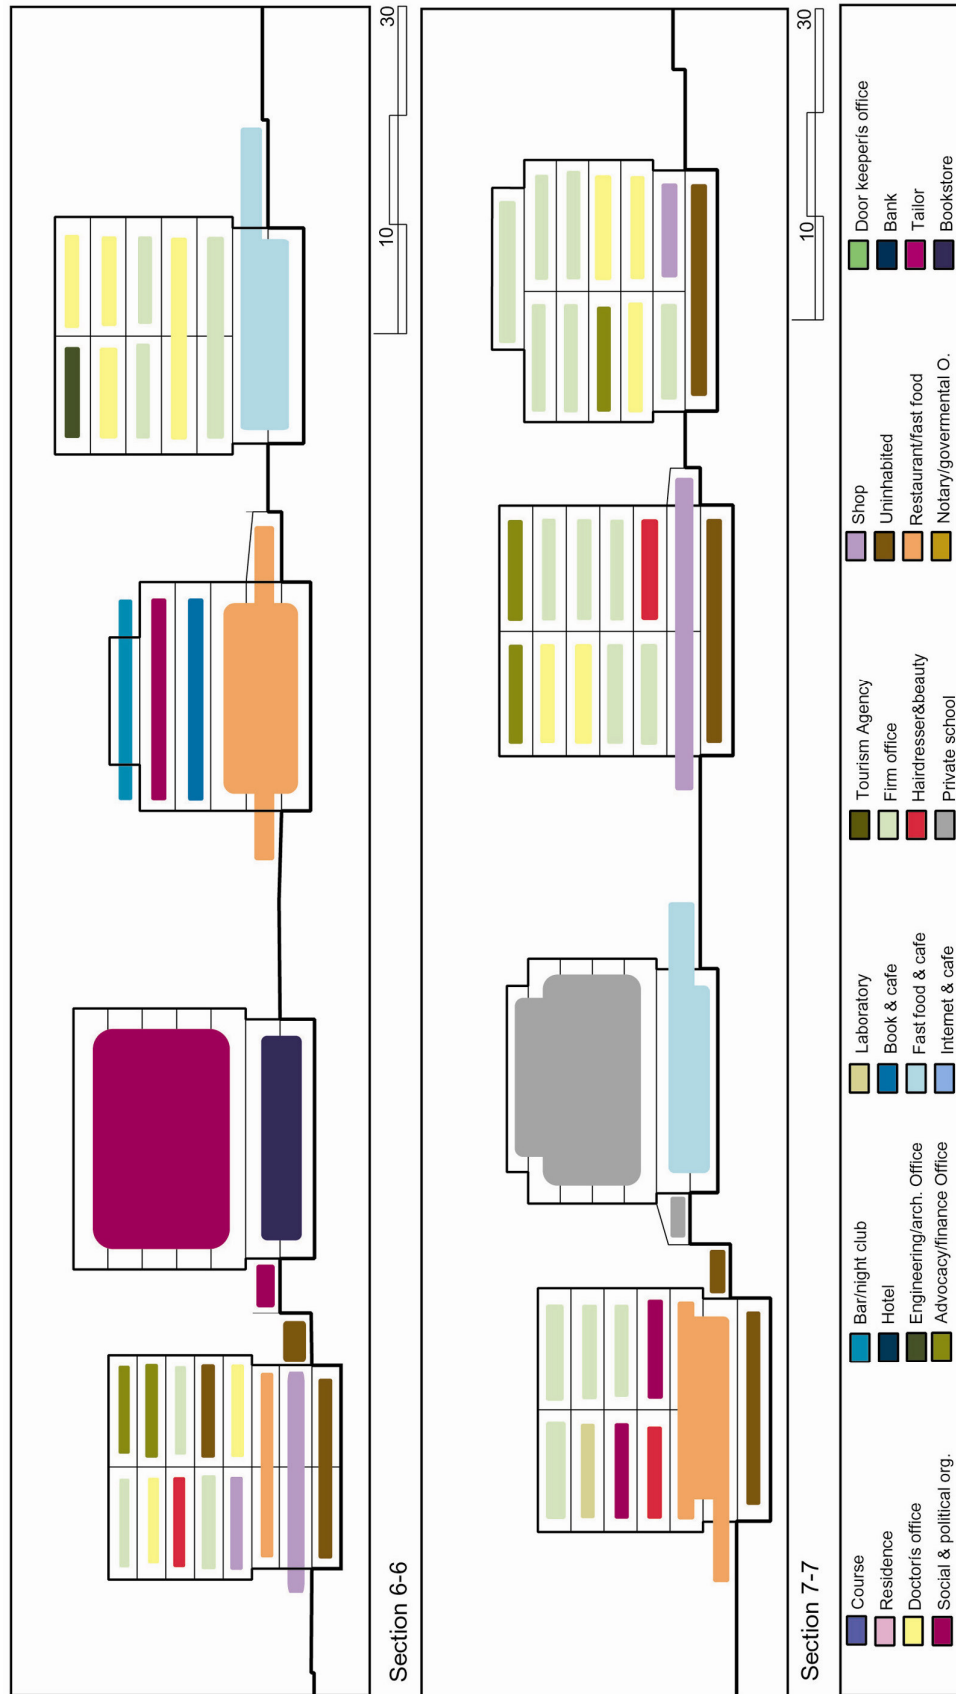 Section 6-6
10
30
Section 7-7
10
30
Course
Residence
Doctorís office
Social & political org.
Bar/night club
Hotel
Engineering/arch. Office
Advocacy/finance Office
Laboratory
Book & cafe
Fast food & cafe
Internet & cafe
Tourism Agency
Firm office
Hairdresser&beauty
Private school
Shop
Uninhabited
Restaurant/fast food
Notary/govermental O.
Door keeperís office
Bank
Tailor
Bookstore